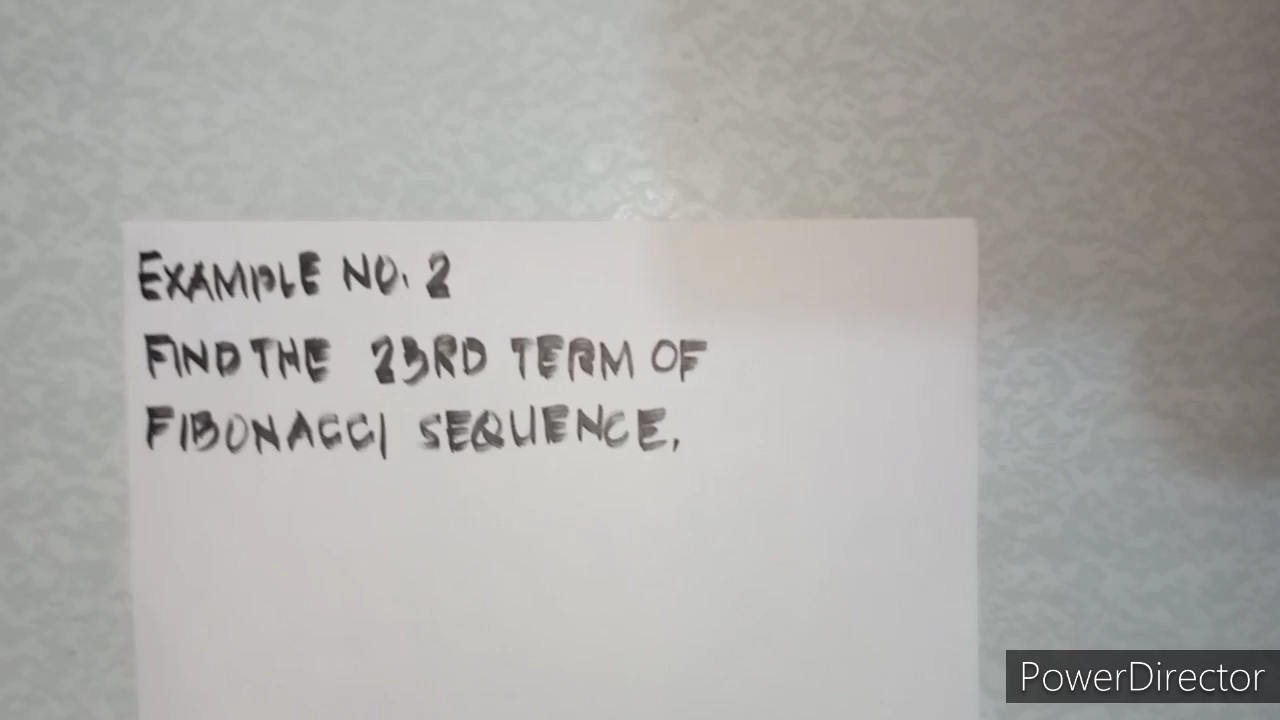 EXAMPLE NO. 2
FIND THE 23RD TERM OF
FIBONACCI SEQUENCE.
PowerDirector